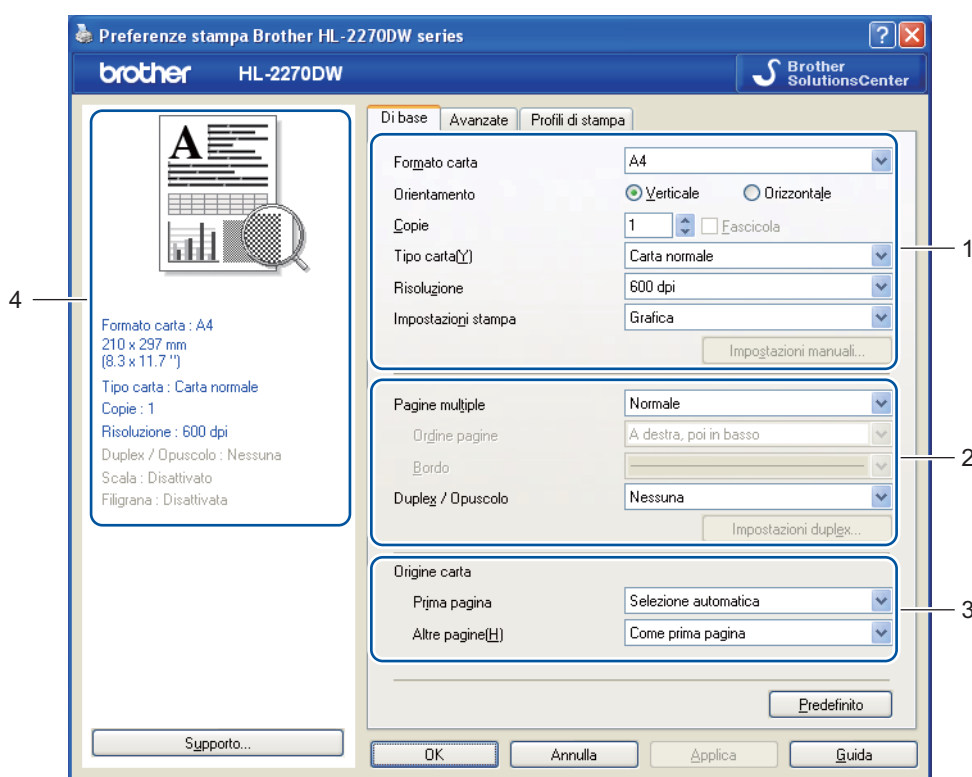 Preferenze stampa Brother HL-2270DW series
brother HL-2270DW
Brother
SolutionsCenter
Di base Avanzate Profili di stampa
A
Formato carta A4
Orientamento Verticale Orizzontale
Copie 1 Fascicola
1
Tipo carta(Y) Carta normale
Risoluzione 600 dpi
Impostazioni stampa Grafica
Impostazioni manuali...
4
Formato carta : A4
210 x 297 mm
(8.3 x 11.7 ")
Tipo carta : Carta normale
Copie : 1
Risoluzione : 600 dpi
Duplex / Opuscolo : Nessuna
Scala : Disattivato
Filigrana : Disattivata
Pagine multiple Normale
Ordine pagine A destra, poi in basso
Bordo
2
Duplex / Opuscolo Nessuna
Impostazioni duplex...
Origine carta
Prima pagina Selezione automatica
3
Altre pagine(H) Come prima pagina
Predefinito
Supporto...
OK Annulla Applica Guida